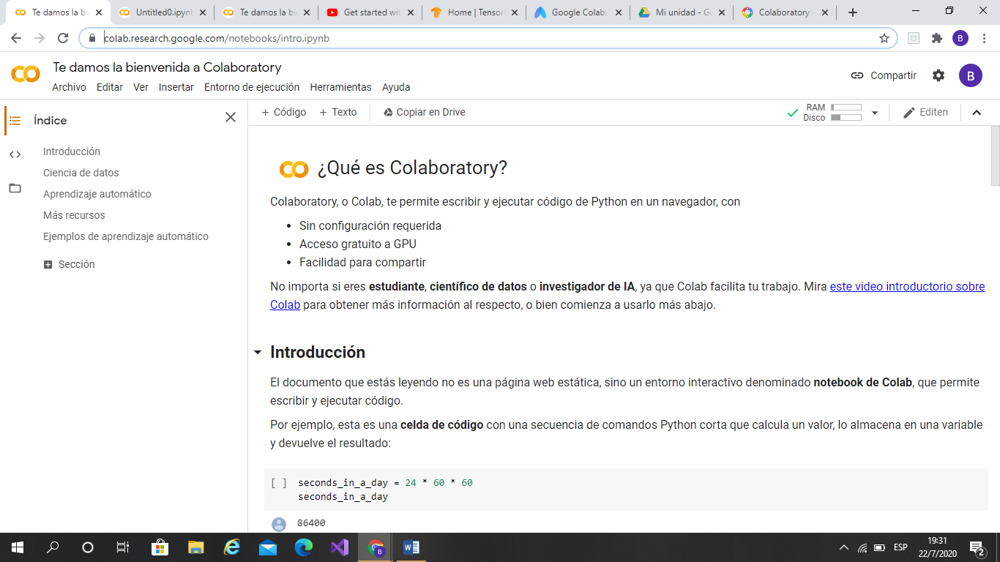 Te damos la bi
Untitled0.ipyn
Te damos la bi
Get started wit
Home | Tensor
Google Colab
Mi unidad - Go
Colaboratory -
colab.research.google.com/notebooks/intro.ipynb
B
Te damos la bienvenida a Colaboratory
Archivo Editar Ver Insertar Entorno de ejecución Herramientas Ayuda
Compartir
B
Índice
Introducción
Ciencia de datos
Aprendizaje automático
Más recursos
Ejemplos de aprendizaje automático
Sección
+ Código + Texto Copiar en Drive
RAM
Disco
Editen
¿Qué es Colaboratory?
Colaboratory, o Colab, te permite escribir y ejecutar código de Python en un navegador, con
• Sin configuración requerida
• Acceso gratuito a GPU
• Facilidad para compartir
No importa si eres estudiante, científico de datos o investigador de IA, ya que Colab facilita tu trabajo. Mira este video introductorio sobre
Colab para obtener más información al respecto, o bien comienza a usarlo más abajo.
Introducción
El documento que estás leyendo no es una página web estática, sino un entorno interactivo denominado notebook de Colab, que permite
escribir y ejecutar código.
Por ejemplo, esta es una celda de código con una secuencia de comandos Python corta que calcula un valor, lo almacena en una variable
y devuelve el resultado:
[ ] seconds_in_a_day = 24 * 60 * 60
seconds_in_a_day
86400
B
ESP
19:31
22/7/2020
2